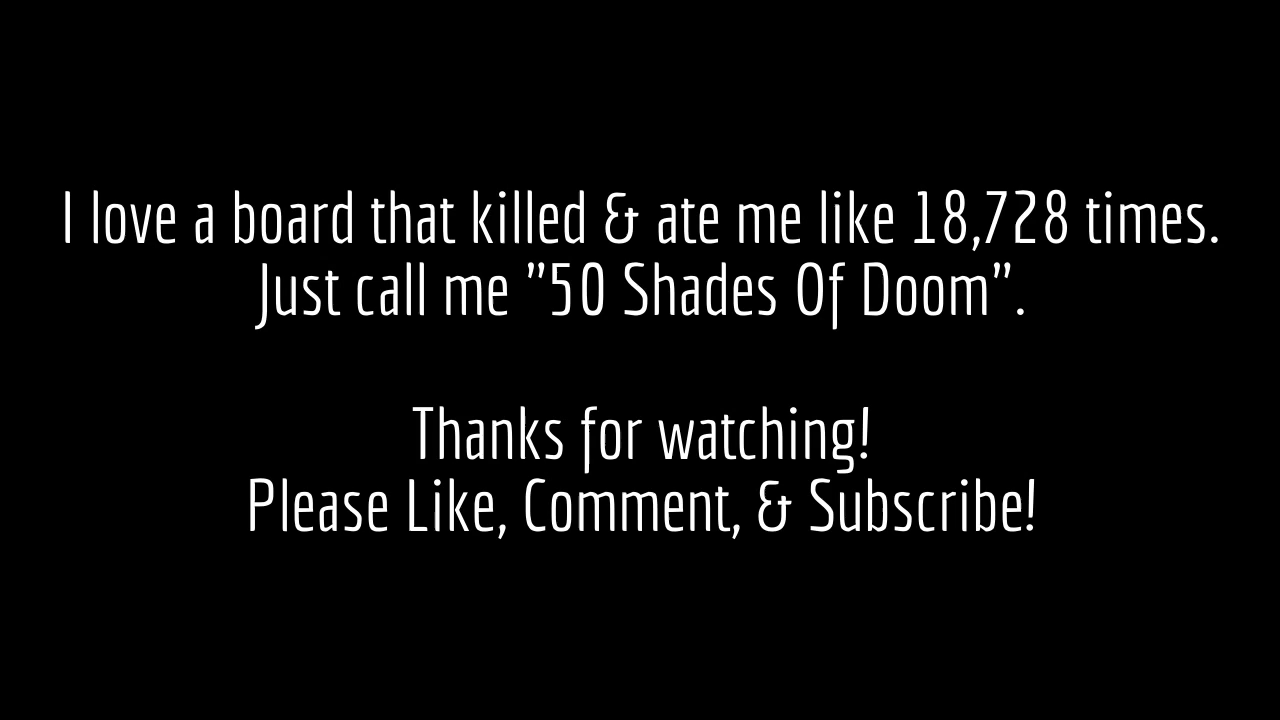 I love a board that killed & ate me like 18,728 times.
Just call me "50 Shades Of Doom".
Thanks for watching!
Please Like, Comment, & Subscribe!